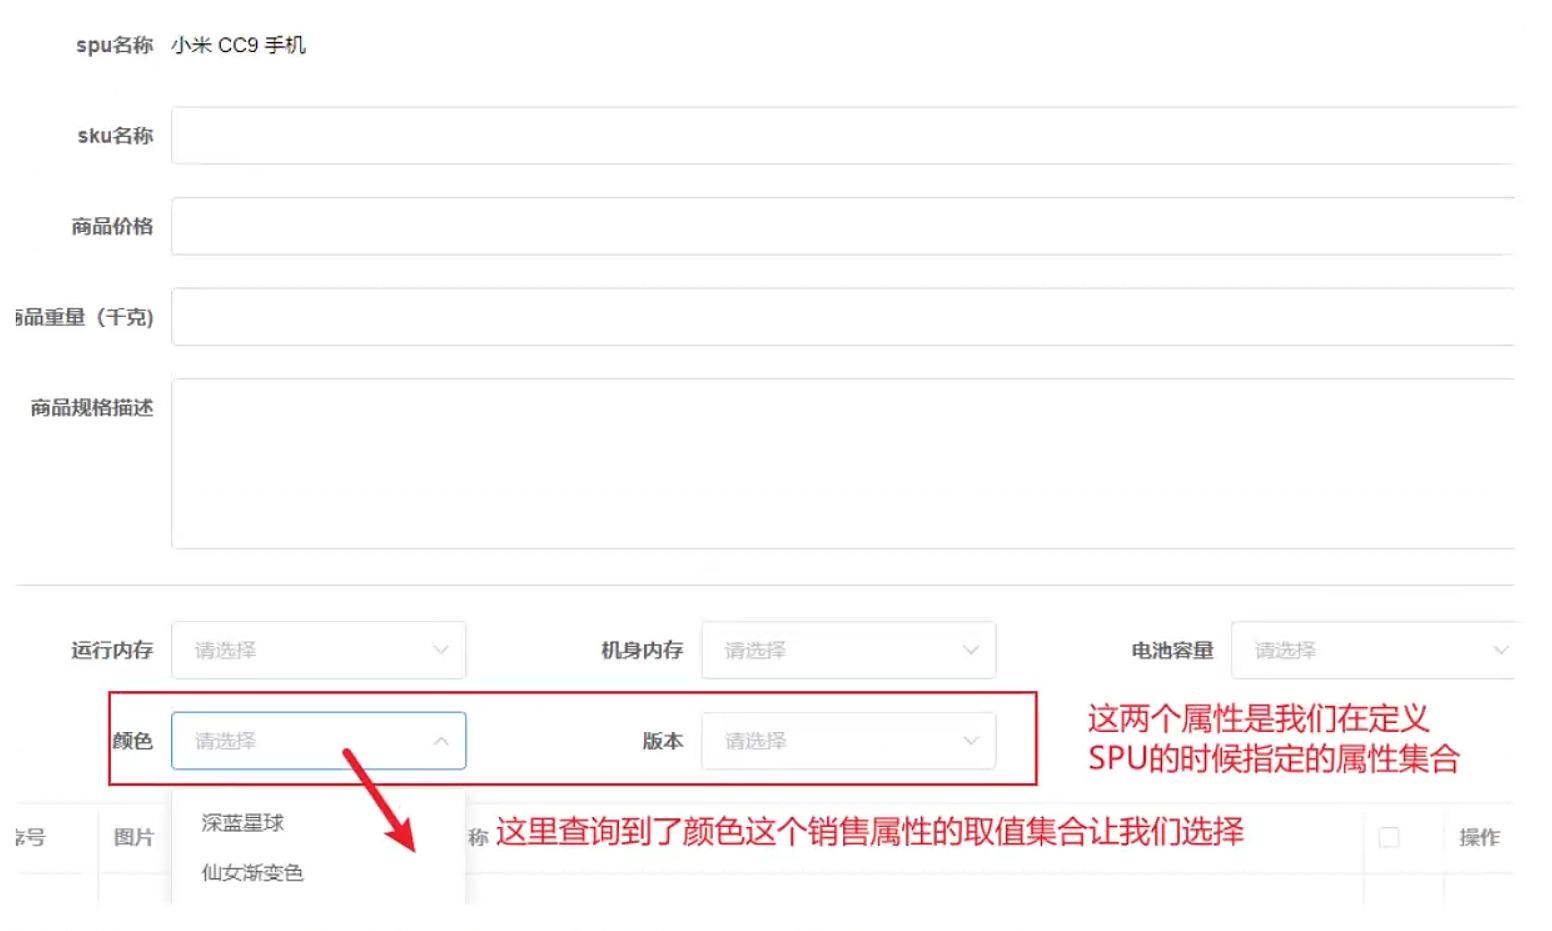 spu名称 小米 CC9 手机
sku名称
商品价格
商品重量（千克)
商品规格描述
运行内存 请选择 机身内存 请选择 电池容量 请选择
颜色 请选择 版本 请选择
这两个属性是我们在定义
SPU的时候指定的属性集合
序号 图片 称 这里查询到了颜色这个销售属性的取值集合让我们选择 操作
深蓝星球
仙女渐变色